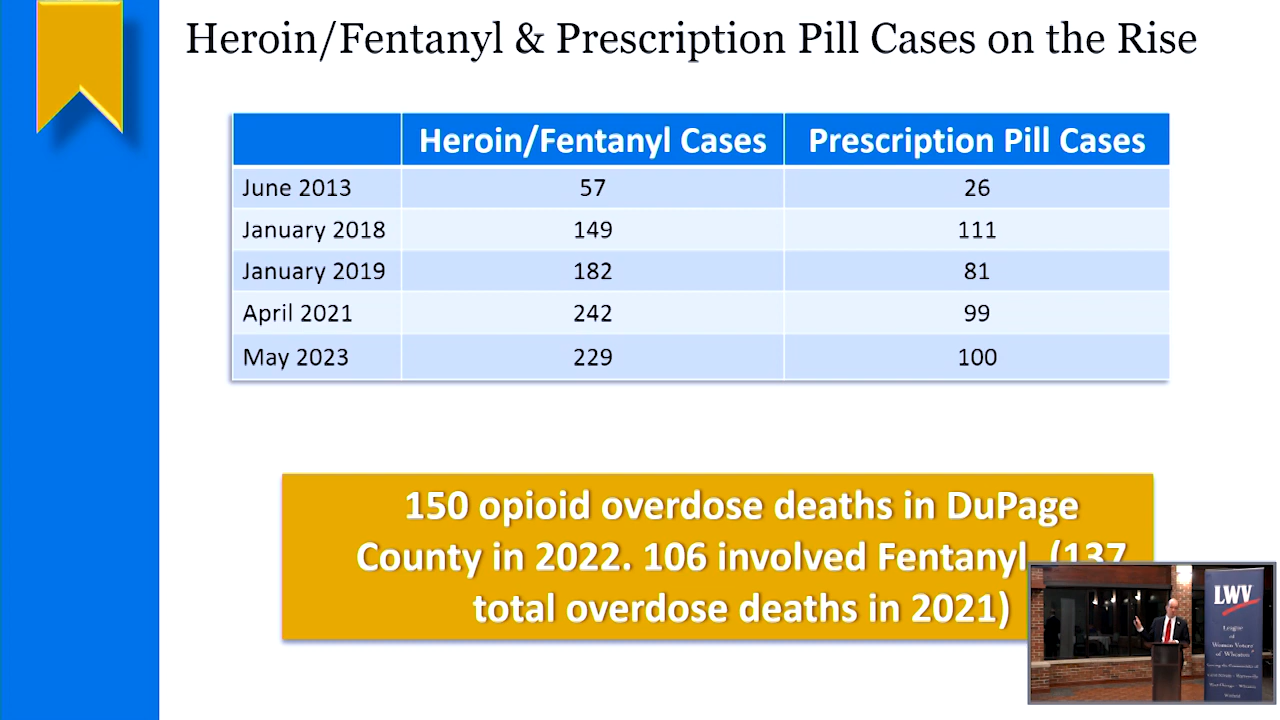 Heroin/Fentanyl & Prescription Pill Cases on the Rise
Heroin/Fentanyl Cases Prescription Pill Cases
June 2013 57 26
January 2018 149 111
January 2019 182 81
April 2021 242 99
May 2023 229 100
150 opioid overdose deaths in DuPage
County in 2022. 106 involved Fentanyl (137
total overdose deaths in 2021)
LWV
League
of
Women Voters
of Wheaton